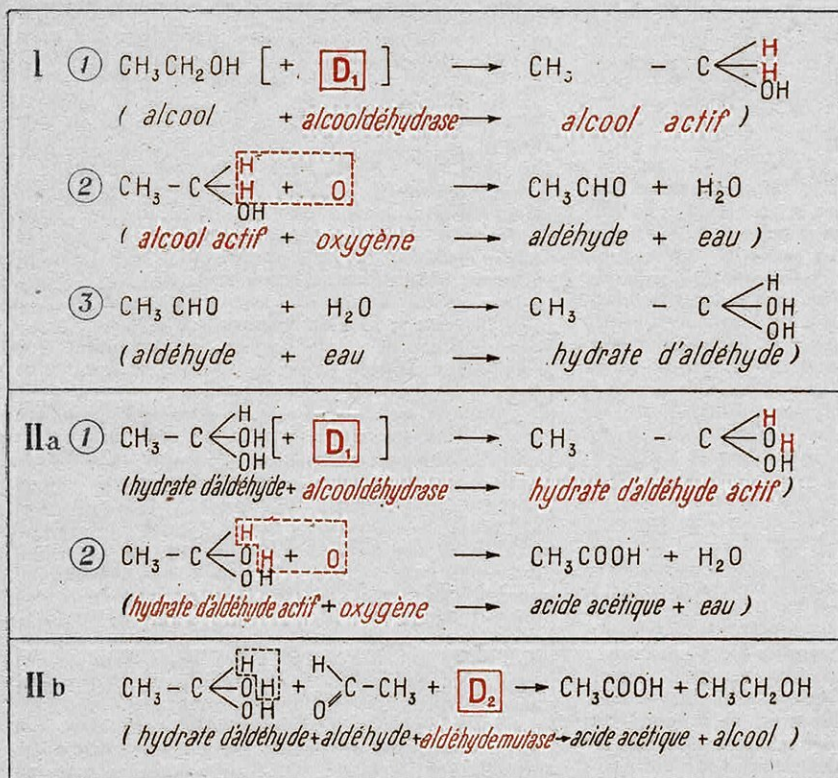 I ① CH₃CH₂OH [ + D₁ ] → CH₃ - C H H OH
( alcool + alcooldéhydrase → alcool actif )
② CH₃ - C H H OH + O → CH₃CHO + H₂O
( alcool actif + oxygène → aldéhyde + eau )
③ CH₃ CHO + H₂O → CH₃ - C H OH OH
(aldéhyde + eau → hydrate d'aldéhyde)
IIa ① CH₃ - C H OH OH [ + D₁ ] → CH₃ - C H OH OH
(hydrate d'aldéhyde + alcooldéhydrase → hydrate d'aldéhyde actif)
② CH₃ - C H OH OH + O → CH₃COOH + H₂O
(hydrate d'aldéhyde actif + oxygène → acide acétique + eau )
IIb CH₃ - C H OH OH + H O C - CH₃ + D₂ → CH₃COOH + CH₃CH₂OH
( hydrate d'aldéhyde + aldéhyde + aldéhydemutase → acide acétique + alcool )